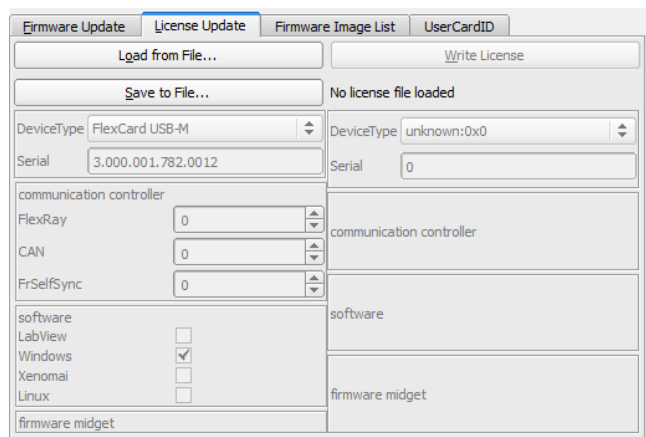 Firmware Update License Update Firmware Image List UserCardID
Load from File... Write License
Save to File... No license file loaded
DeviceType FlexCard USB-M DeviceType unknown:0x0
Serial 3.000.001.782.0012 Serial 0
communication controller
FlexRay 0
communication controller
CAN 0
FrSelfSync 0
software
software
LabView
Windows
Xenomai
Linux
firmware midget
firmware midget